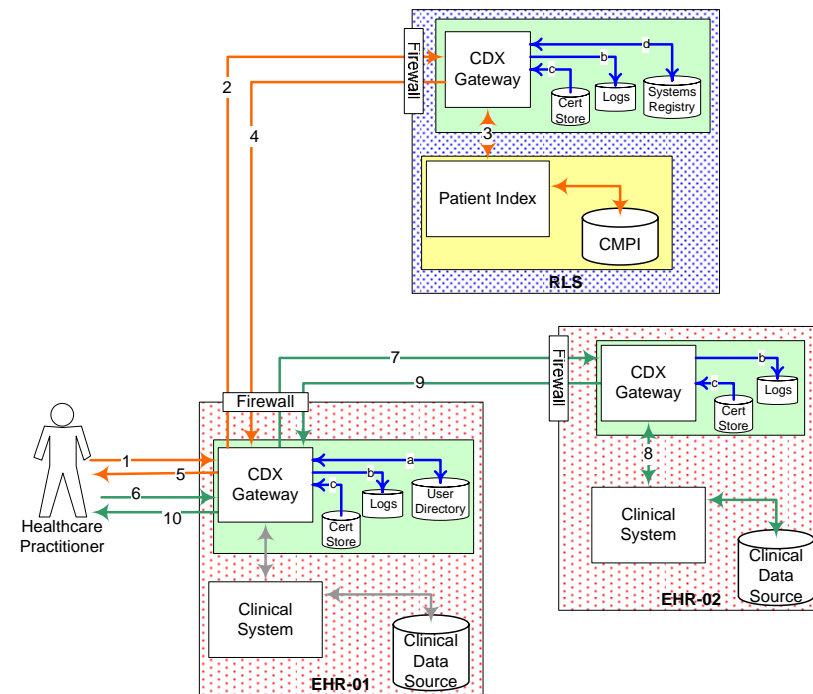 Firewall
CDX
Gateway
d
b
c
Cert
Store
Logs
Systems
Registry
2
4
3
Patient Index
CMPI
RLS
7
9
Firewall
CDX
Gateway
b
c
Cert
Store
Logs
8
Clinical
System
Clinical
Data
Source
EHR-02
Firewall
1
5
6
10
Healthcare
Practitioner
CDX
Gateway
a
b
c
Cert
Store
Logs
User
Directory
Clinical
System
Clinical
Data
Source
EHR-01